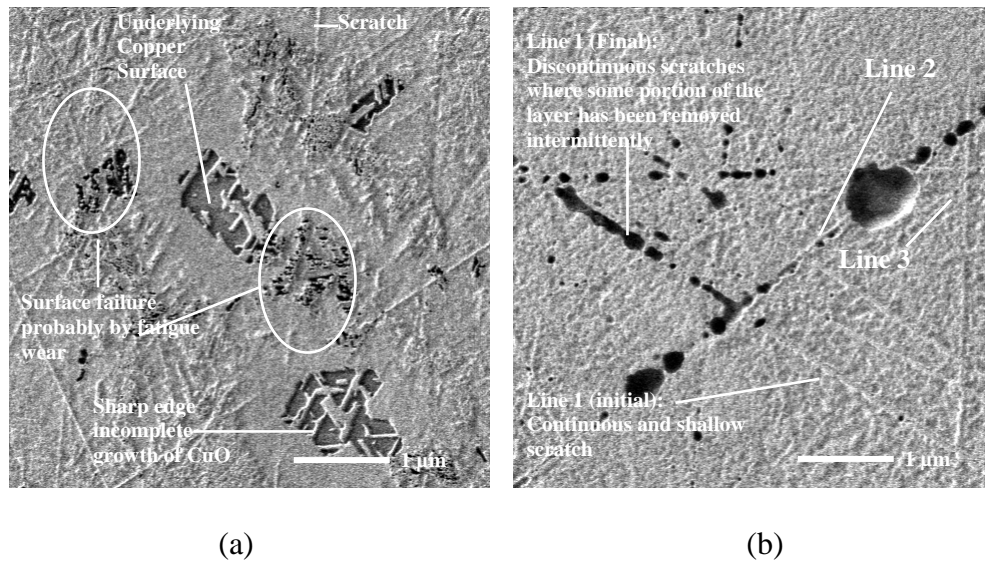 Underlying
Copper
Surface
Scratch
Surface failure
probably by fatigue
wear
Sharp edge
incomplete
growth of CuO
1 µm
Line 1 (Final):
Discontinuous scratches
where some portion of the
layer has been removed
intermittently
Line 2
Line 3
Line 1 (initial):
Continuous and shallow
scratch
1 µm
(a)
(b)